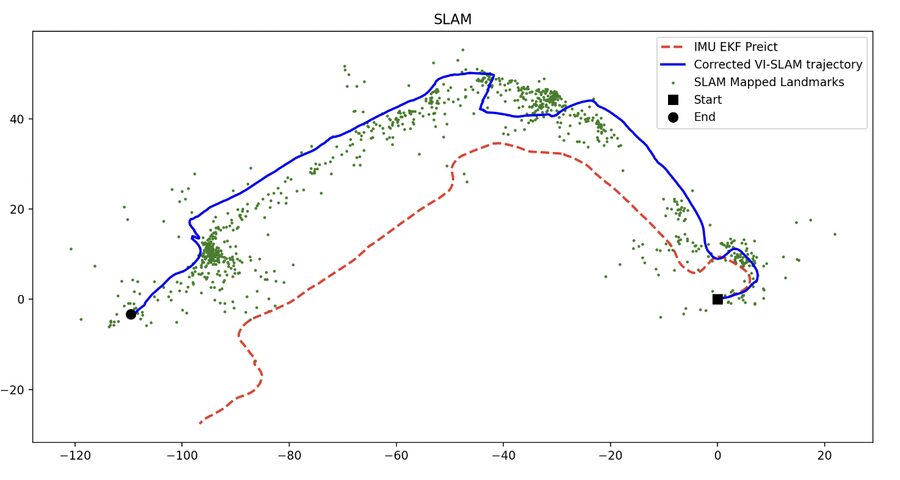 SLAM
IMU EKF Preict
Corrected VI-SLAM trajectory
SLAM Mapped Landmarks
Start
End
40
20
0
−20
−120
−100
−80
−60
−40
−20
0
20